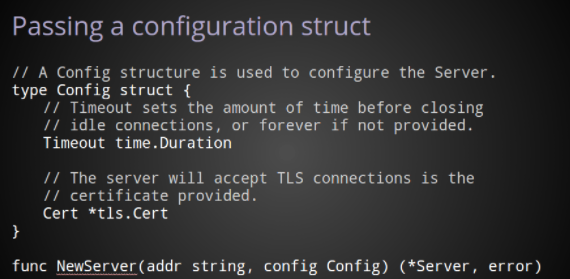 Passing a configuration struct
// A Config structure is used to configure the Server.
type Config struct {
// Timeout sets the amount of time before closing
// idle connections, or forever if not provided.
Timeout time.Duration
// The server will accept TLS connections is the
// certificate provided.
Cert *tls.Cert
}
func NewServer(addr string, config Config) (*Server, error)